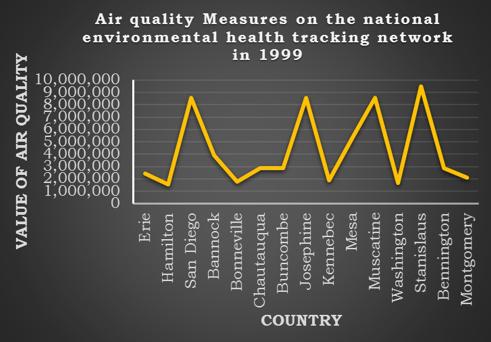 Air quality Measures on the national
environmental health tracking network
in 1999
VALUE OF AIR QUALITY
10,000,000
9,000,000
8,000,000
7,000,000
6,000,000
5,000,000
4,000,000
3,000,000
2,000,000
1,000,000
0
Erie
Hamilton
San Diego
Bannock
Bonneville
Chautauqua
Buncombe
Josephine
Kennebec
Mesa
Muscatine
Washington
Stanislaus
Bennington
Montgomery
COUNTRY